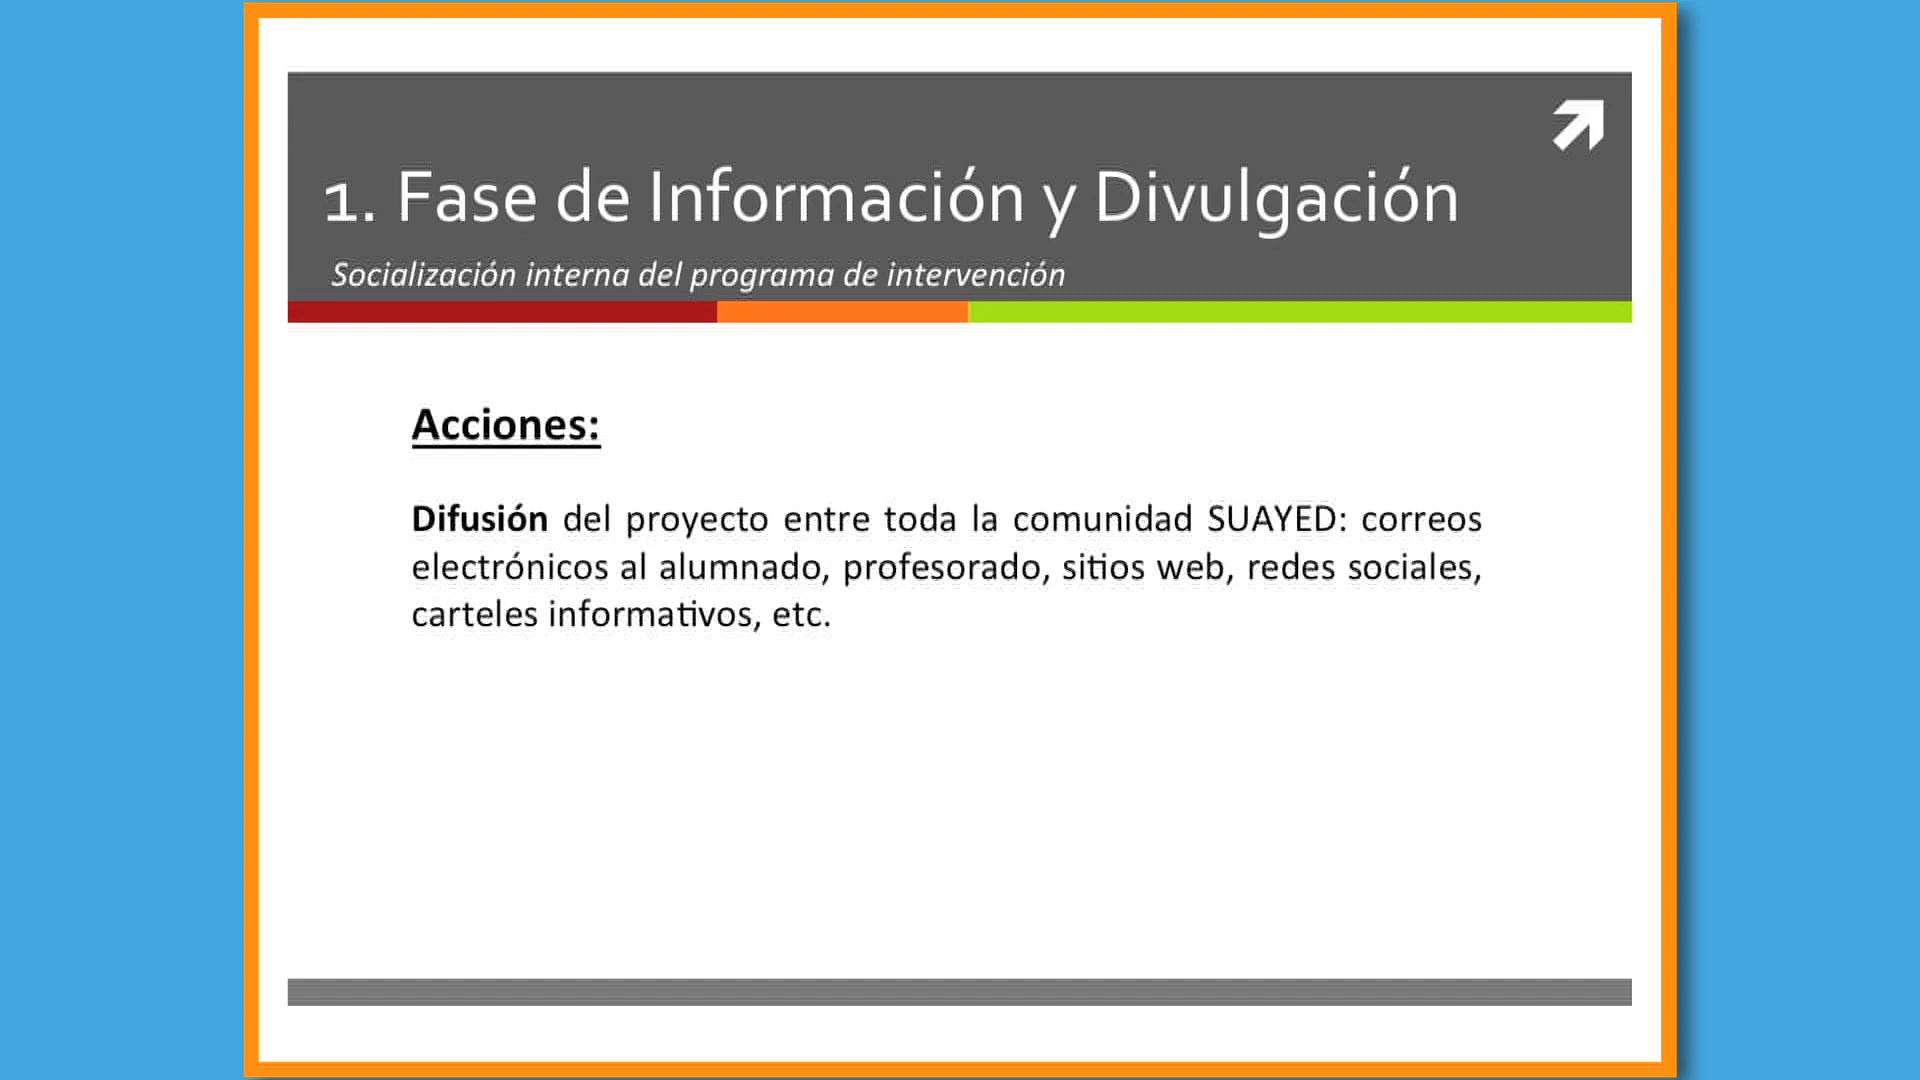 1. Fase de Información y Divulgación
Socialización interna del programa de intervención
Acciones:
Difusión del proyecto entre toda la comunidad SUAYED: correos
electrónicos al alumnado, profesorado, sitios web, redes sociales,
carteles informativos, etc.